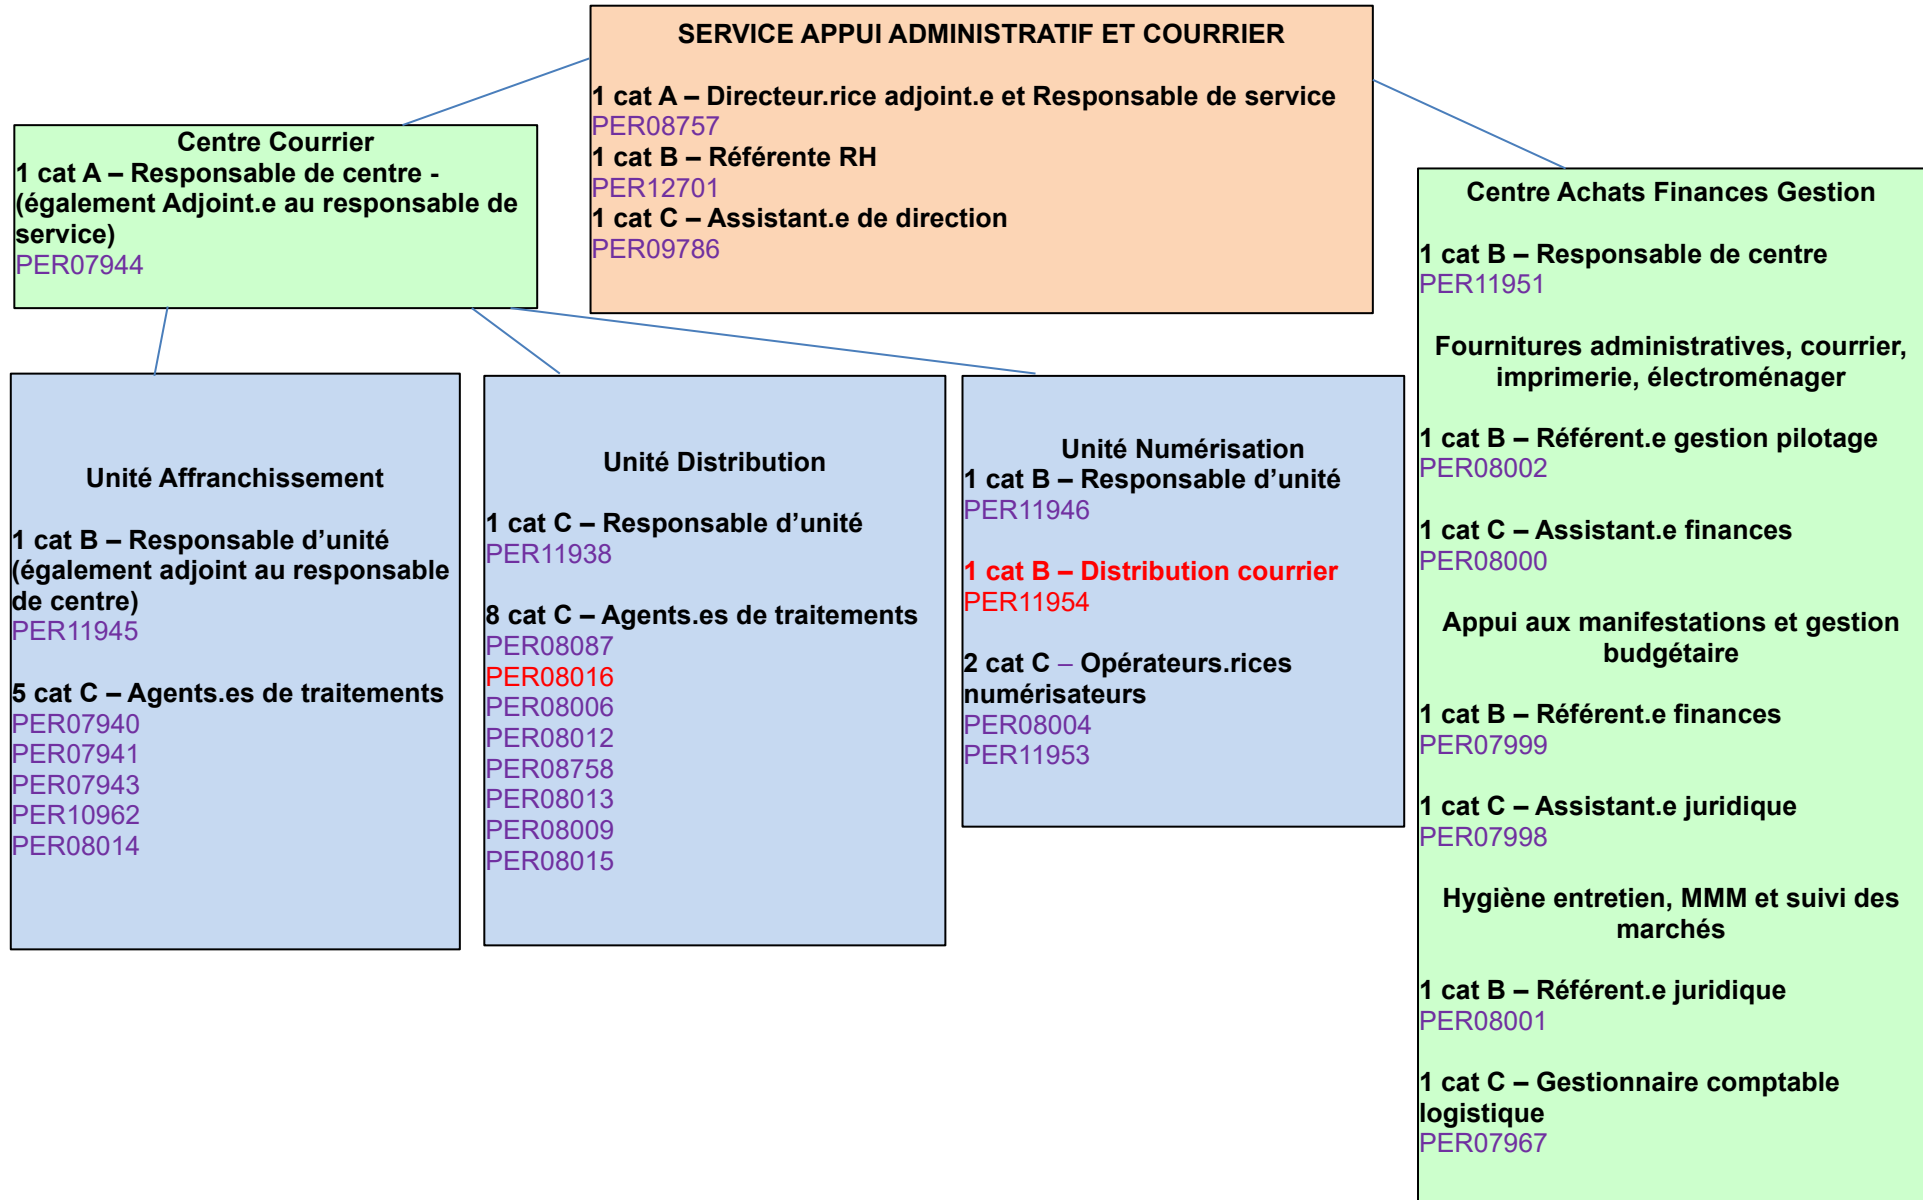 SERVICE APPUI ADMINISTRATIF ET COURRIER
1 cat A – Directeur.rice adjoint.e et Responsable de service
PER08757
1 cat B – Référente RH
PER12701
1 cat C – Assistant.e de direction
PER09786
Centre Courrier
1 cat A – Responsable de centre -
(également Adjoint.e au responsable de
service)
PER07944
Unité Affranchissement
1 cat B – Responsable d’unité
(également adjoint au responsable
de centre)
PER11945
5 cat C – Agents.es de traitements
PER07940
PER07941
PER07943
PER10962
PER08014
Unité Distribution
1 cat C – Responsable d’unité
PER11938
8 cat C – Agents.es de traitements
PER08087
PER08016
PER08006
PER08012
PER08758
PER08013
PER08009
PER08015
Unité Numérisation
1 cat B – Responsable d’unité
PER11946
1 cat B – Distribution courrier
PER11954
2 cat C – Opérateurs.rices
numérisateurs
PER08004
PER11953
Centre Achats Finances Gestion
1 cat B – Responsable de centre
PER11951
Fournitures administratives, courrier,
imprimerie, électroménager
1 cat B – Référent.e gestion pilotage
PER08002
1 cat C – Assistant.e finances
PER08000
Appui aux manifestations et gestion
budgétaire
1 cat B – Référent.e finances
PER07999
1 cat C – Assistant.e juridique
PER07998
Hygiène entretien, MMM et suivi des
marchés
1 cat B – Référent.e juridique
PER08001
1 cat C – Gestionnaire comptable
logistique
PER07967